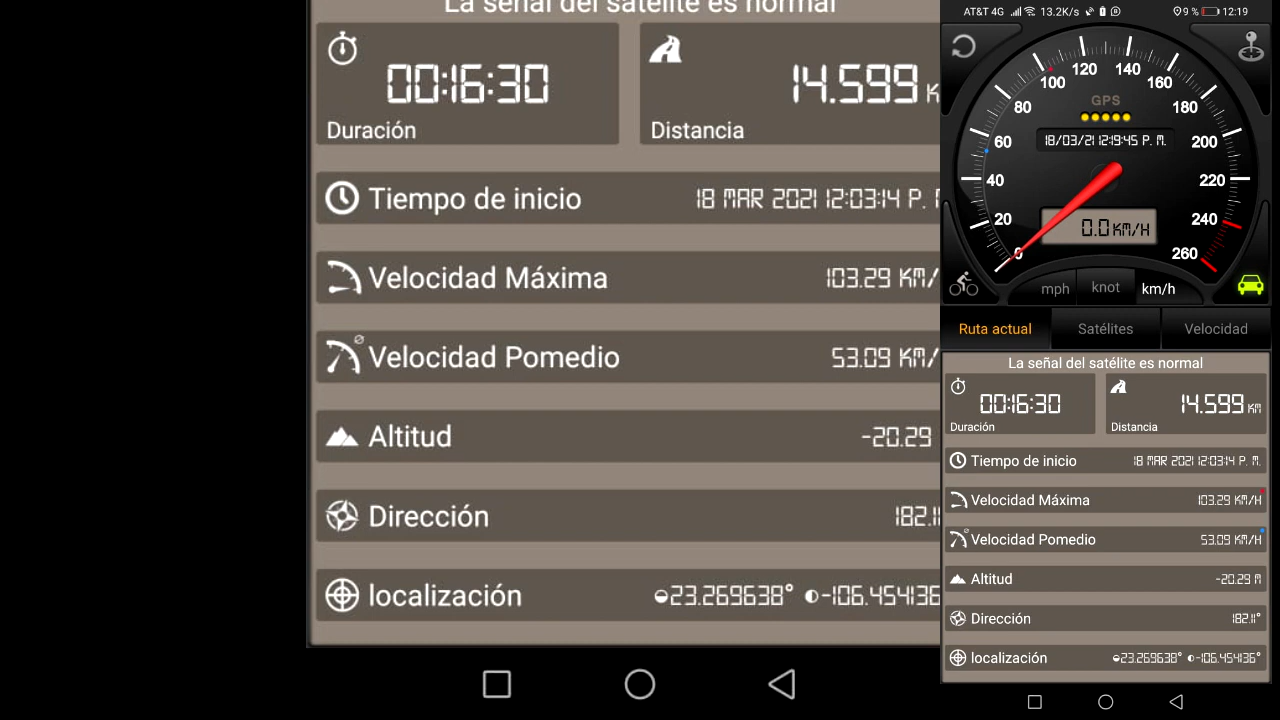 La señal del satélite es normal
00:16:30
Duración
14.599
Distancia
Tiempo de inicio 18 MAR 2021 12:03:14 P. M
Velocidad Máxima 103.29 KM/
Velocidad Pomedio 53.09 KM/
Altitud -20.29
Dirección 182.11
localización 23.269638° -106.454136
AT&T 4G 13.2K/s 9 % 12:19
0
20
40
60
80
100
120
140
160
180
200
220
240
260
GPS
18/03/21 12:19:45 P. M.
0.0 KM/H
mph knot km/h
Ruta actual Satélites Velocidad
La señal del satélite es normal
00:16:30
Duración
14.599 KM
Distancia
Tiempo de inicio 18 MAR 2021 12:03:14 P. M.
Velocidad Máxima 103.29 KM/H
Velocidad Pomedio 53.09 KM/H
Altitud -20.29 M
Dirección 182.11°
localización 23.269638° -106.454136°